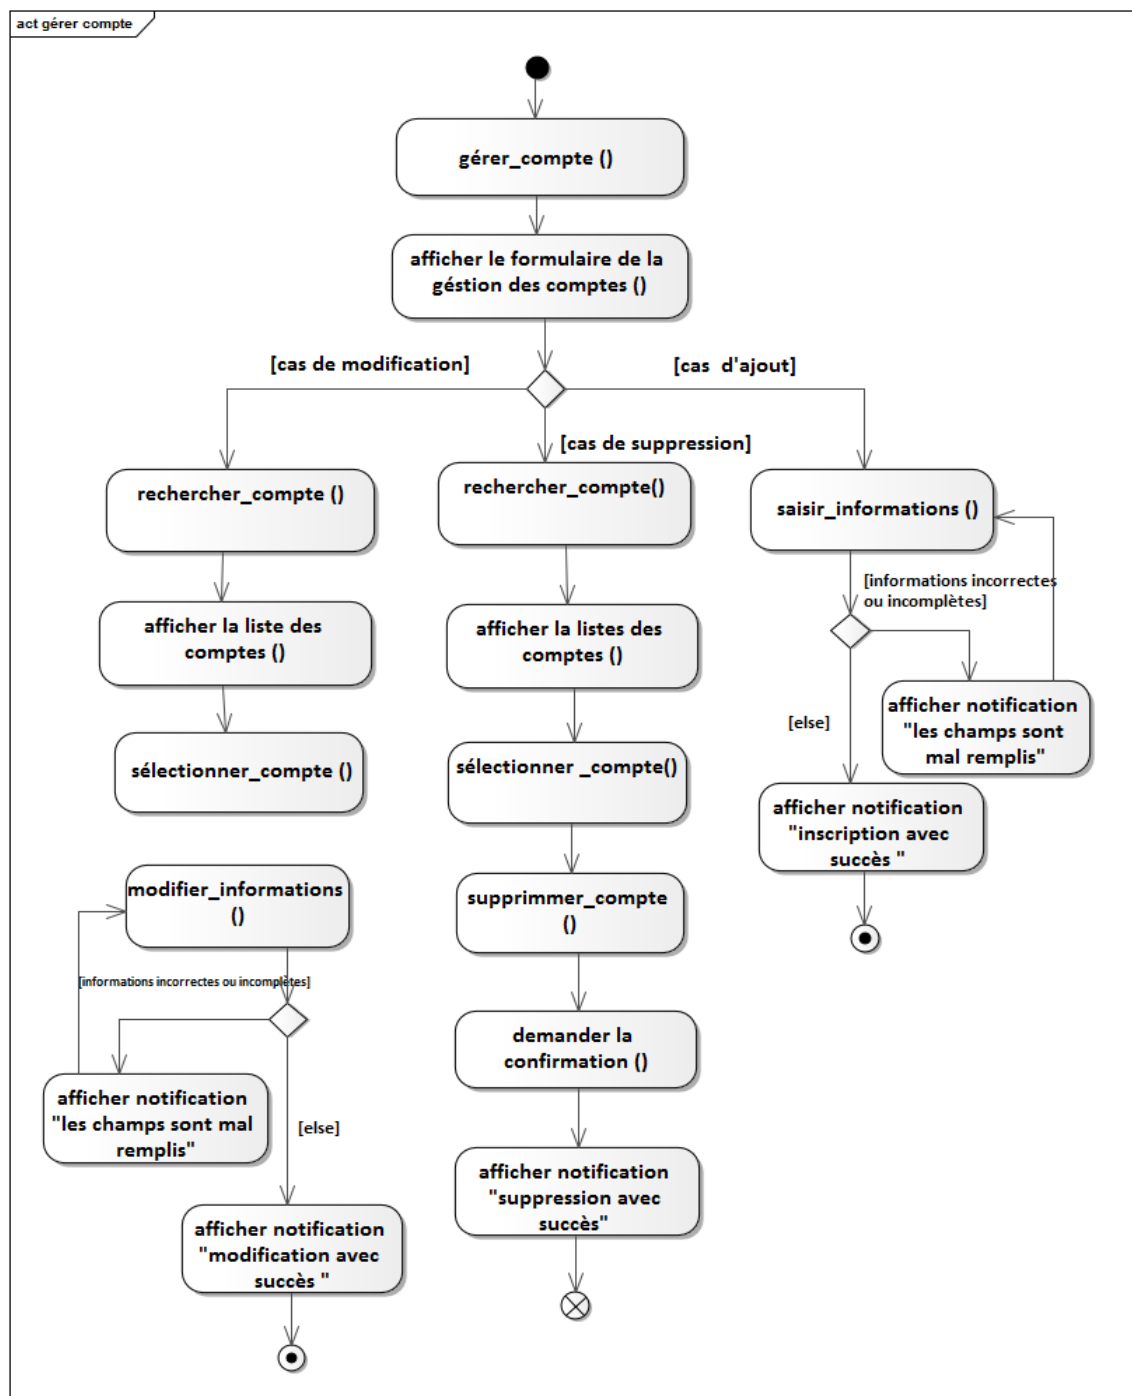 act gérer compte
gérer_compte ()
afficher le formulaire de la
géstion des comptes ()
[cas de modification]
[cas  d'ajout]
[cas de suppression]
rechercher_compte ()
rechercher_compte()
saisir_informations ()
[informations incorrectes
ou incomplètes]
afficher la liste des
comptes ()
afficher la listes des
comptes ()
afficher notification
"les champs sont
mal remplis"
[else]
sélectionner_compte ()
sélectionner _compte()
afficher notification
"inscription avec
succès "
modifier_informations
()
supprimmer_compte
()
[informations incorrectes ou incomplètes]
demander la
confirmation ()
afficher notification
"les champs sont mal
remplis"
[else]
afficher notification
"suppression avec
succès"
afficher notification
"modification avec
succès "